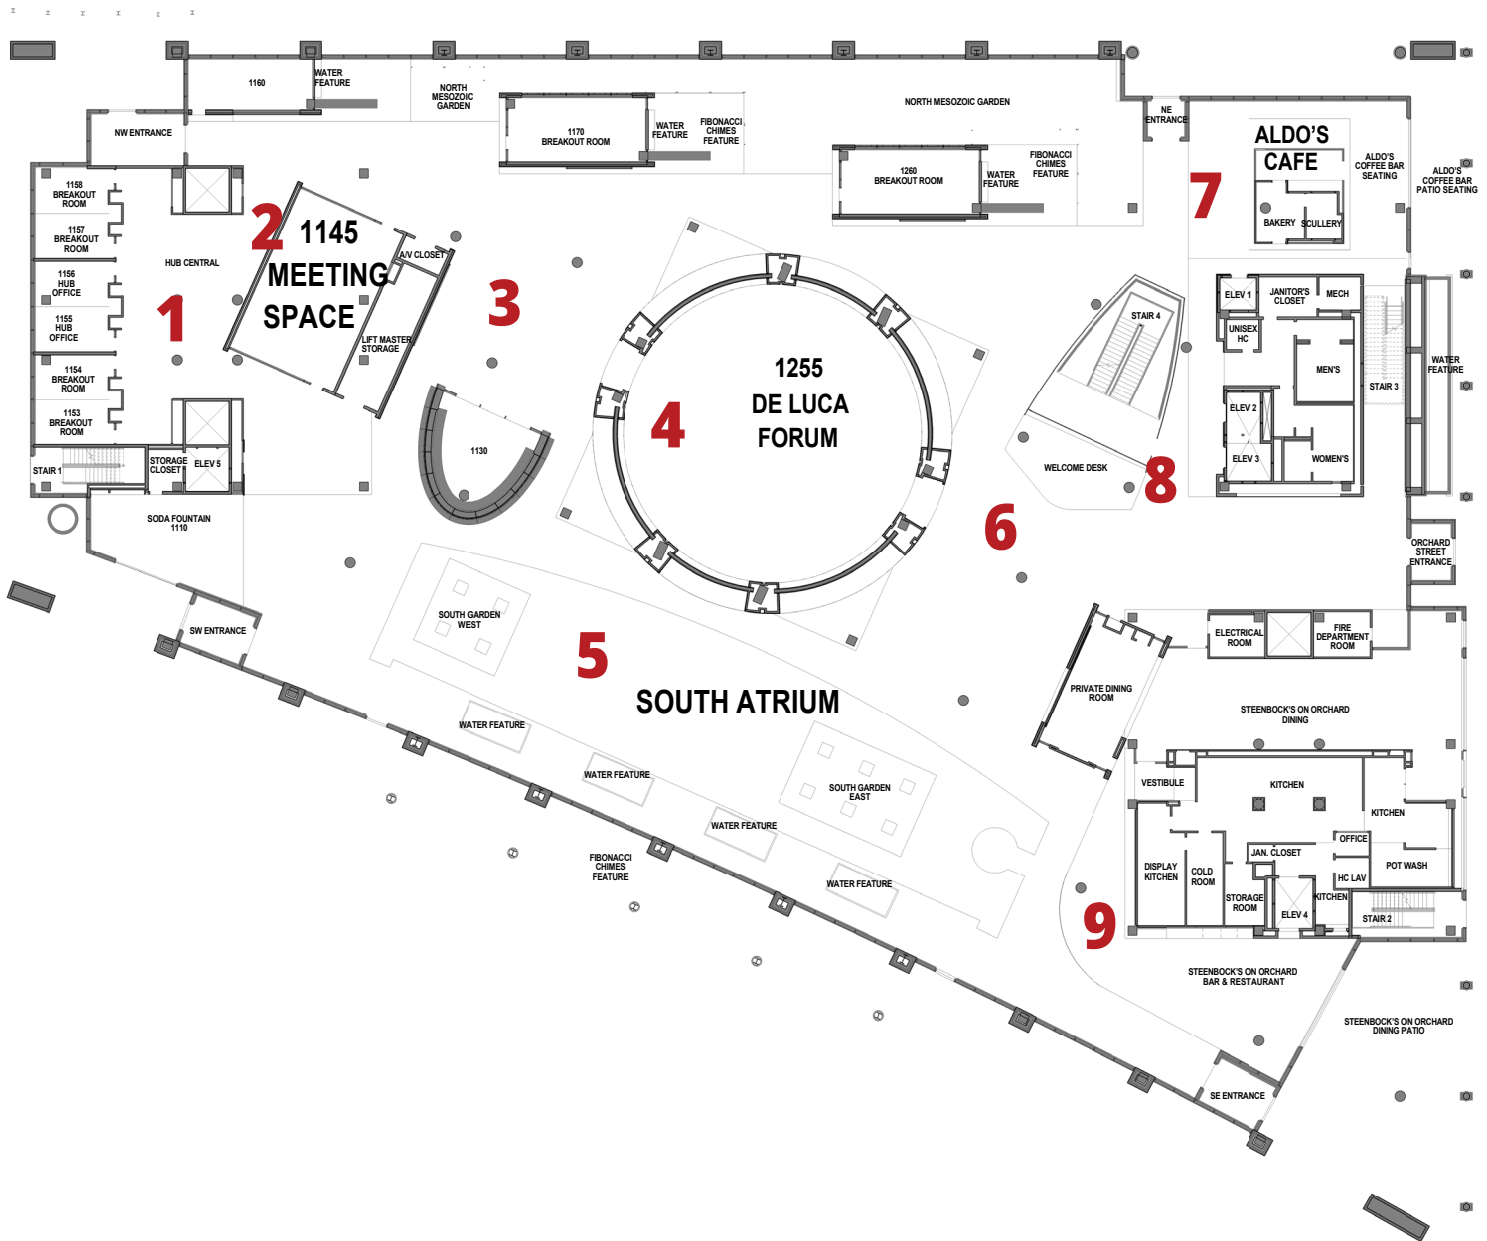 1160
WATER
FEATURE
NORTH
MESOZOIC
GARDEN
NORTH MESOZOIC GARDEN
NE
ENTRANCE
NW ENTRANCE
1170
BREAKOUT ROOM
WATER
FEATURE
FIBONACCI
CHIMES
FEATURE
1260
BREAKOUT ROOM
WATER
FEATURE
FIBONACCI
CHIMES
FEATURE
ALDO'S
CAFE
ALDO'S
COFFEE BAR
SEATING
ALDO'S
COFFEE BAR
PATIO SEATING
7
BAKERY
SCULLERY
1158
BREAKOUT
ROOM
1157
BREAKOUT
ROOM
1156
HUB
OFFICE
1155
HUB
OFFICE
1154
BREAKOUT
ROOM
1153
BREAKOUT
ROOM
HUB CENTRAL
1
2
1145
MEETING
SPACE
A/V CLOSET
LIFT MASTER
STORAGE
3
1130
4
1255
DE LUCA
FORUM
STAIR 4
WELCOME DESK
8
6
ELEV 1
JANITOR'S
CLOSET
MECH
UNISEX
HC
MEN'S
ELEV 2
ELEV 3
WOMEN'S
STAIR 3
WATER
FEATURE
STAIR 1
STORAGE
CLOSET
ELEV 5
SODA FOUNTAIN
1110
SW ENTRANCE
ORCHARD
STREET
ENTRANCE
SOUTH GARDEN
WEST
5
SOUTH ATRIUM
WATER FEATURE
WATER FEATURE
WATER FEATURE
WATER FEATURE
SOUTH GARDEN
EAST
FIBONACCI
CHIMES
FEATURE
ELECTRICAL
ROOM
FIRE
DEPARTMENT
ROOM
PRIVATE DINING
ROOM
STEENBOCK'S ON ORCHARD
DINING
VESTIBULE
KITCHEN
KITCHEN
OFFICE
JAN. CLOSET
POT WASH
DISPLAY
KITCHEN
COLD
ROOM
HC LAV
STORAGE
ROOM
KITCHEN
ELEV 4
STAIR 2
9
STEENBOCK'S ON ORCHARD
BAR & RESTAURANT
STEENBOCK'S ON ORCHARD
DINING PATIO
SE ENTRANCE